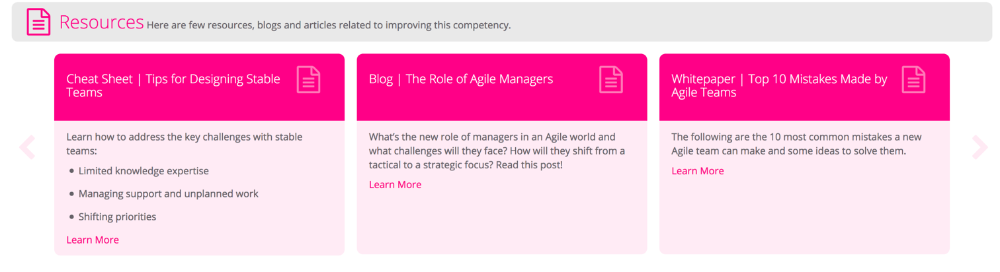 Resources Here are few resources, blogs and articles related to improving this competency.
Cheat Sheet | Tips for Designing Stable
Teams
Learn how to address the key challenges with stable
teams:
• Limited knowledge expertise
• Managing support and unplanned work
• Shifting priorities
Learn More
Blog | The Role of Agile Managers
What’s the new role of managers in an Agile world and
what challenges will they face? How will they shift from a
tactical to a strategic focus? Read this post!
Learn More
Whitepaper | Top 10 Mistakes Made by
Agile Teams
The following are the 10 most common mistakes a new
Agile team can make and some ideas to solve them.
Learn More